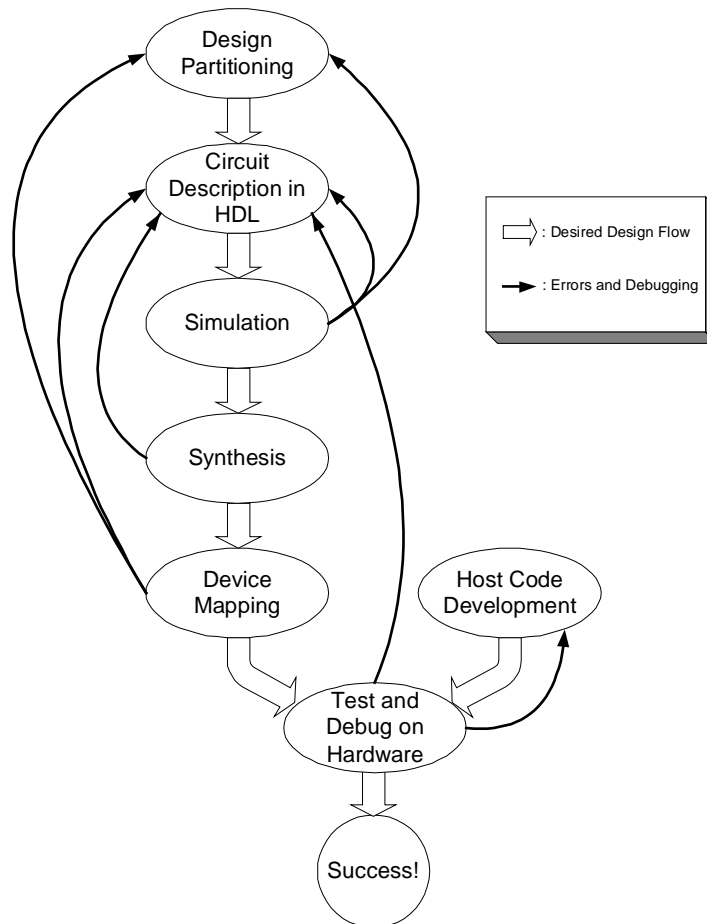 Design
Partitioning
Circuit
Description in
HDL
: Desired Design Flow
: Errors and Debugging
Simulation
Synthesis
Device
Mapping
Host Code
Development
Test and
Debug on
Hardware
Success!